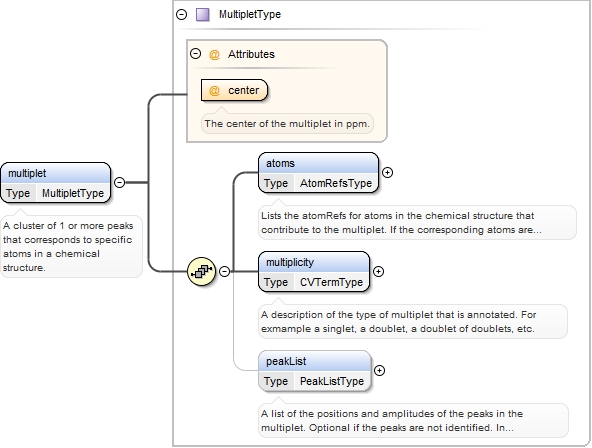 MultipletType
@ Attributes
@ center
The center of the multiplet in ppm.
multiplet
Type MultipletType
A cluster of 1 or more peaks
that corresponds to specific
atoms in a chemical
structure.
atoms
Type AtomRefsType
Lists the atomRefs for atoms in the chemical structure that
contribute to the multiplet. If the corresponding atoms are...
multiplicity
Type CVTermType
A description of the type of multiplet that is annotated. For
exmample a singlet, a doublet, a doublet of doublets, etc.
peakList
Type PeakListType
A list of the positions and amplitudes of the peaks in the
multiplet. Optional if the peaks are not identified. In...